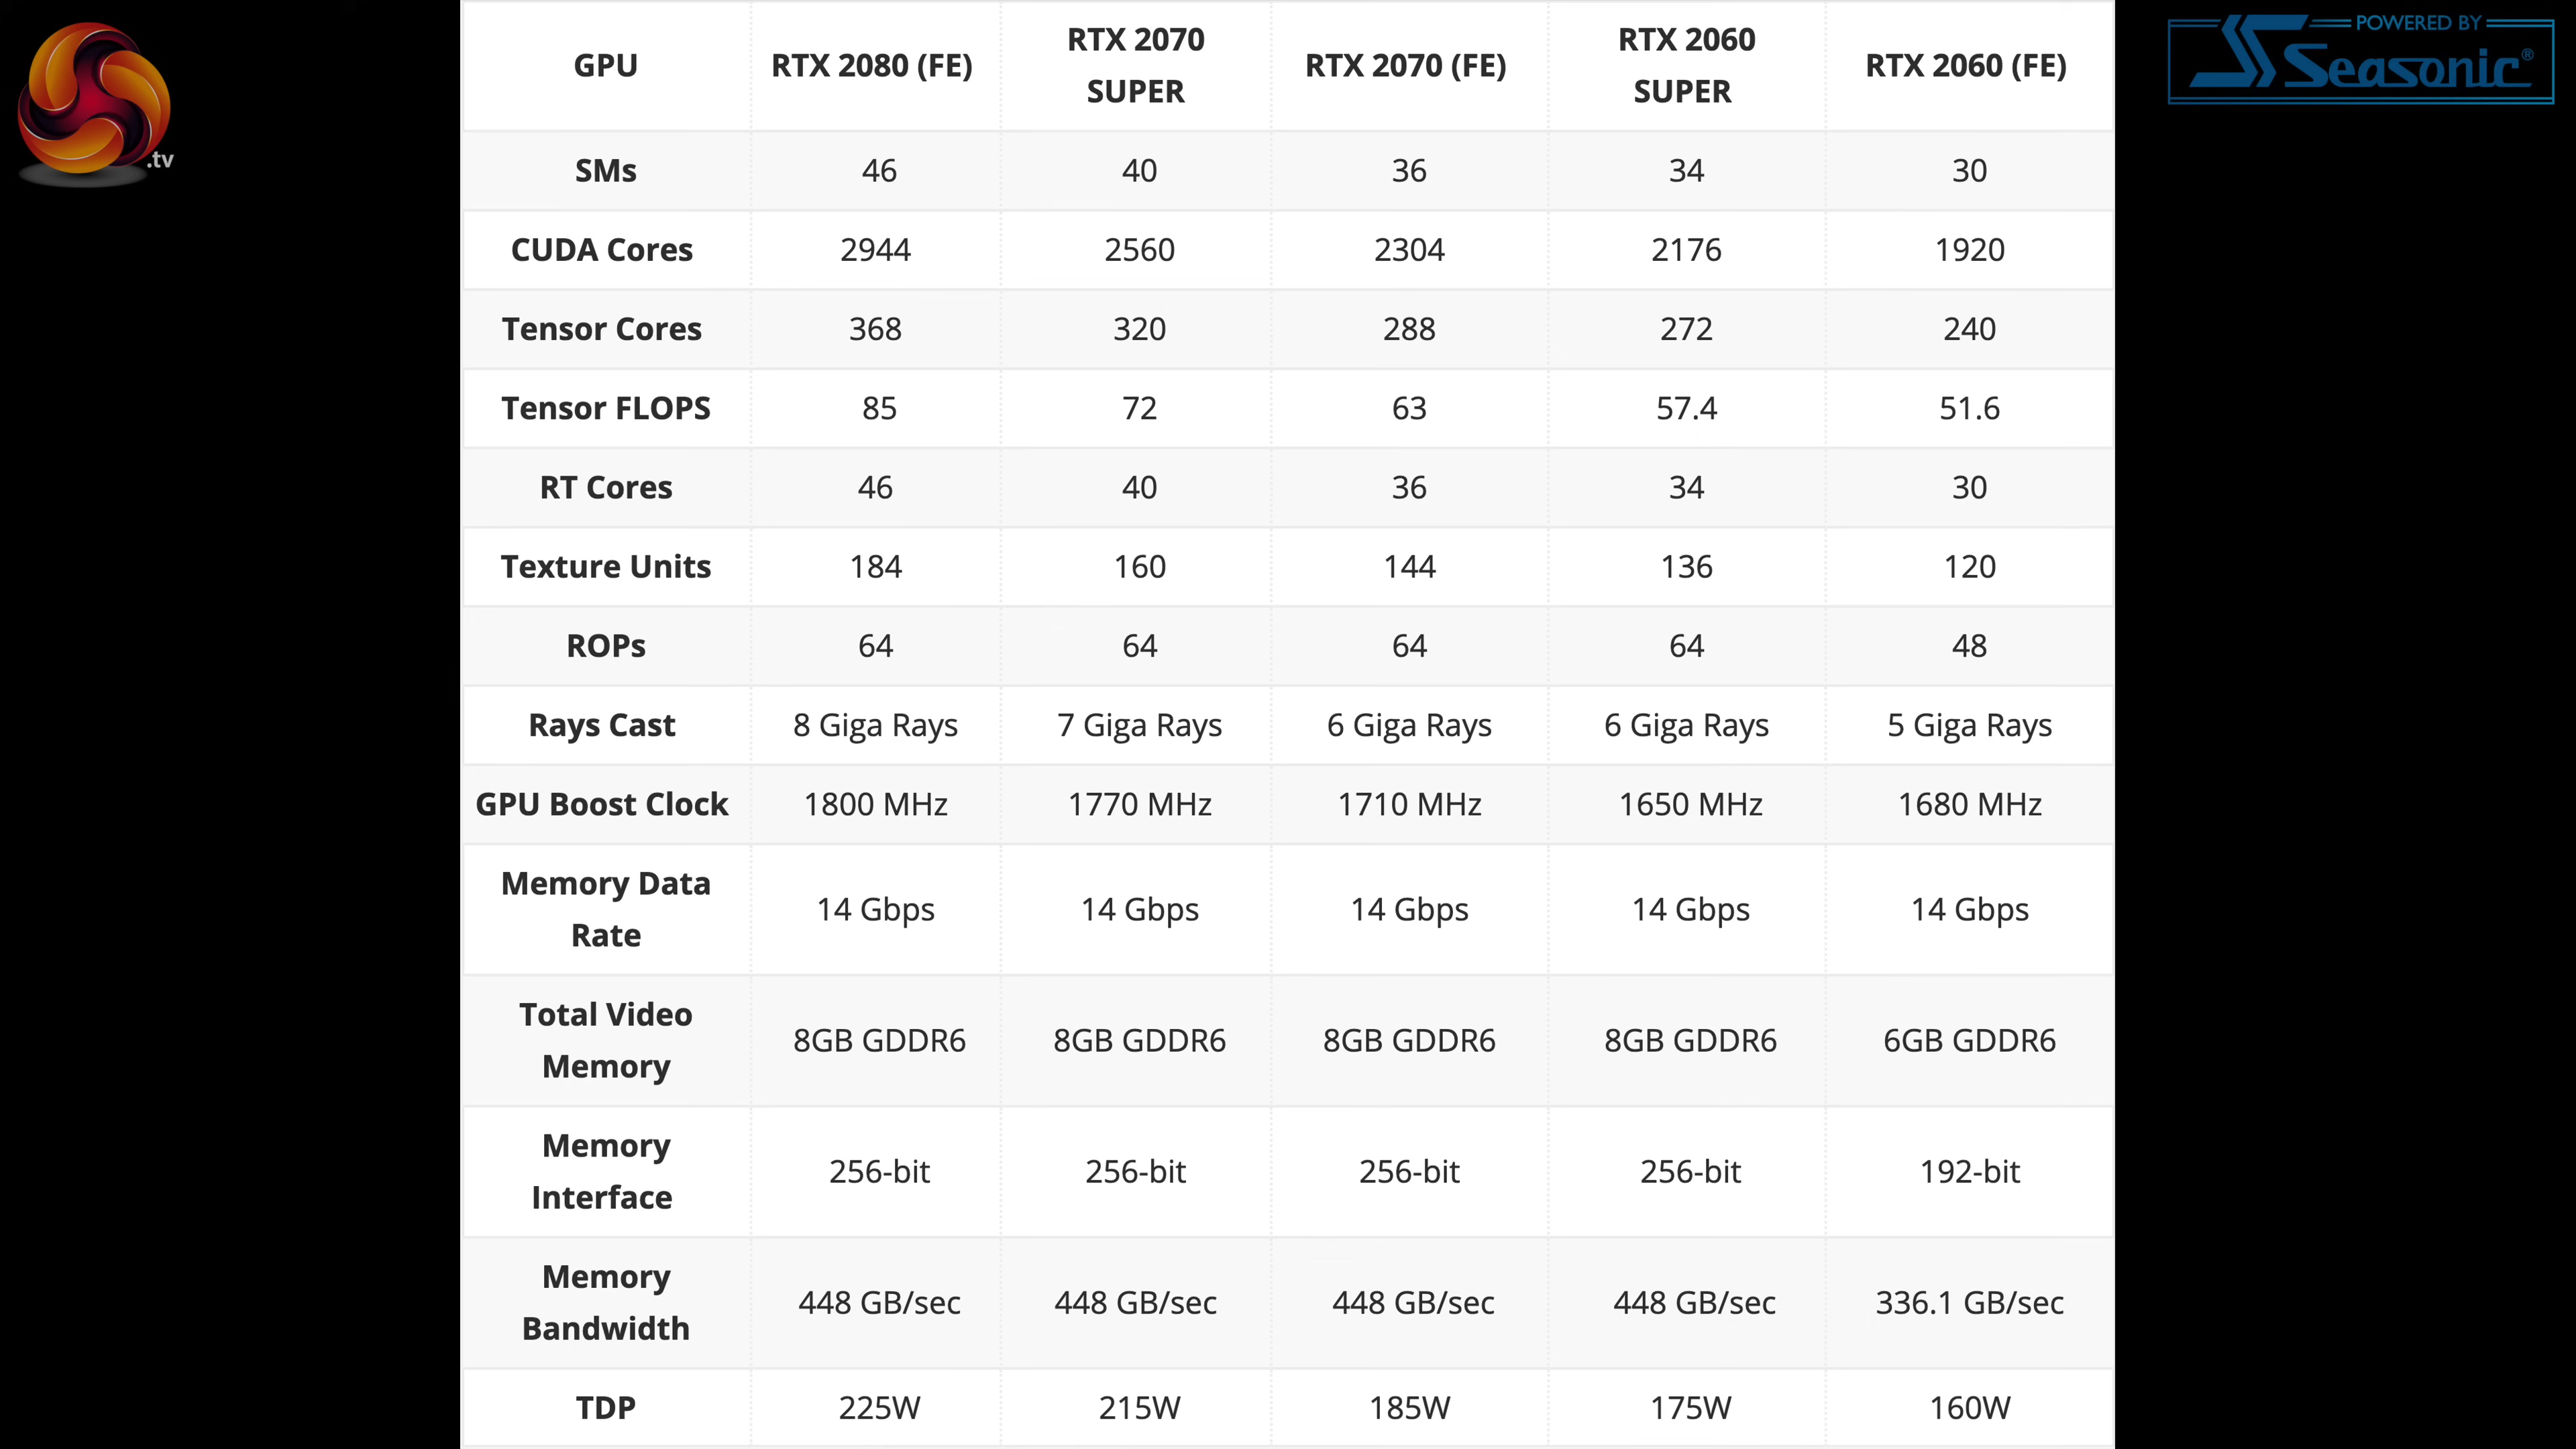 .tv
POWERED BY
Seasonic®
GPU RTX 2080 (FE) RTX 2070 SUPER RTX 2070 (FE) RTX 2060 SUPER RTX 2060 (FE)
SMs 46 40 36 34 30
CUDA Cores 2944 2560 2304 2176 1920
Tensor Cores 368 320 288 272 240
Tensor FLOPS 85 72 63 57.4 51.6
RT Cores 46 40 36 34 30
Texture Units 184 160 144 136 120
ROPs 64 64 64 64 48
Rays Cast 8 Giga Rays 7 Giga Rays 6 Giga Rays 6 Giga Rays 5 Giga Rays
GPU Boost Clock 1800 MHz 1770 MHz 1710 MHz 1650 MHz 1680 MHz
Memory Data Rate 14 Gbps 14 Gbps 14 Gbps 14 Gbps 14 Gbps
Total Video Memory 8GB GDDR6 8GB GDDR6 8GB GDDR6 8GB GDDR6 6GB GDDR6
Memory Interface 256-bit 256-bit 256-bit 256-bit 192-bit
Memory Bandwidth 448 GB/sec 448 GB/sec 448 GB/sec 448 GB/sec 336.1 GB/sec
TDP 225W 215W 185W 175W 160W